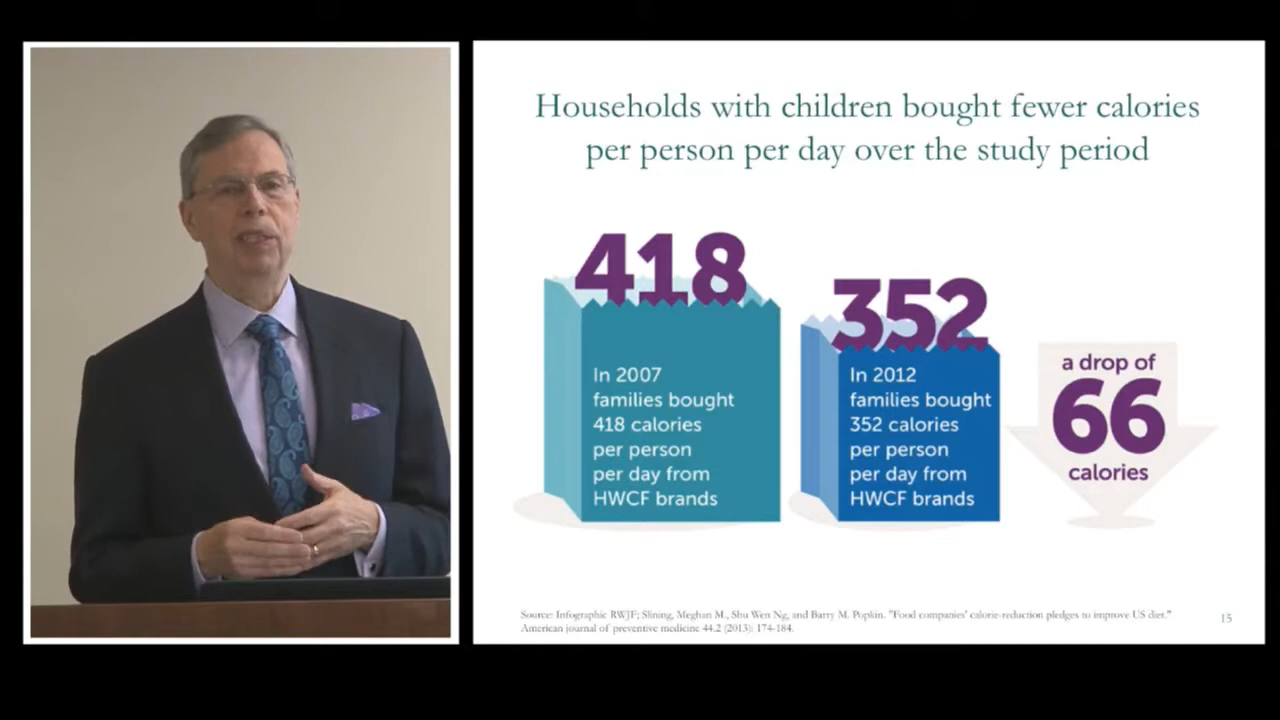 Households with children bought fewer calories
per person per day over the study period
418
In 2007
families bought
418 calories
per person
per day from
HWCF brands
352
In 2012
families bought
352 calories
per person
per day from
HWCF brands
a drop of
66
calories
Source: Infographic RWJF; Slining, Meghan M., Shu Wen Ng, and Barry M. Popkin. "Food companies' calorie-reduction pledges to improve US diet."
American journal of preventive medicine 44.2 (2013): 174-184.
15